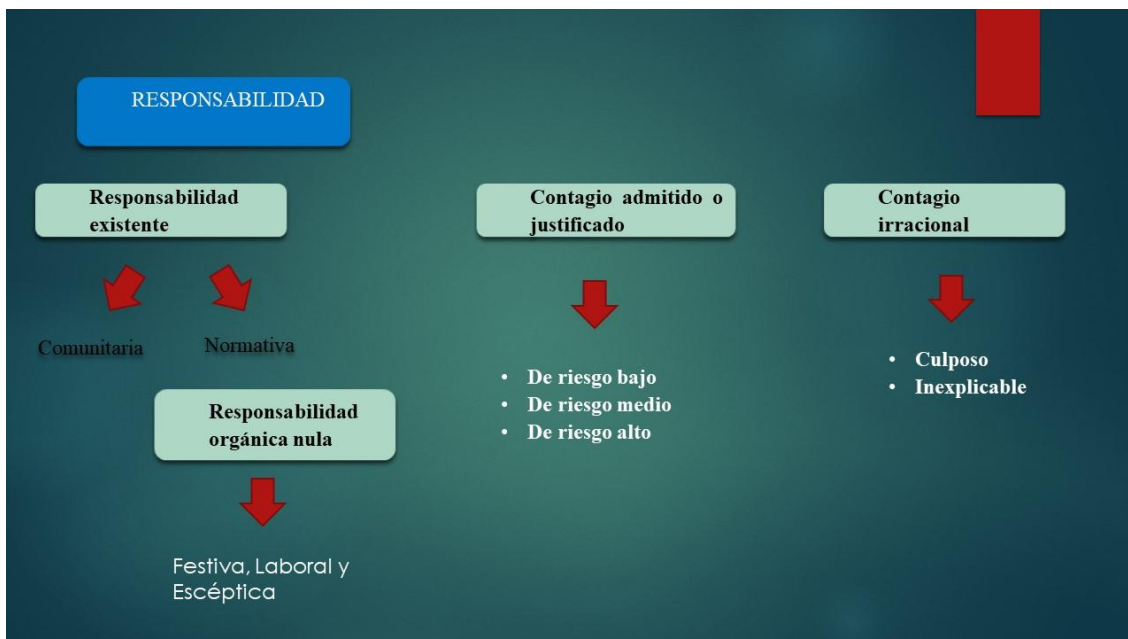 RESPONSABILIDAD
Responsabilidad
existente
Comunitaria
Normativa
Responsabilidad
orgánica nula
Festiva, Laboral y
Escéptica
Contagio admitido o
justificado
• De riesgo bajo
• De riesgo medio
• De riesgo alto
Contagio
irracional
• Culposo
• Inexplicable